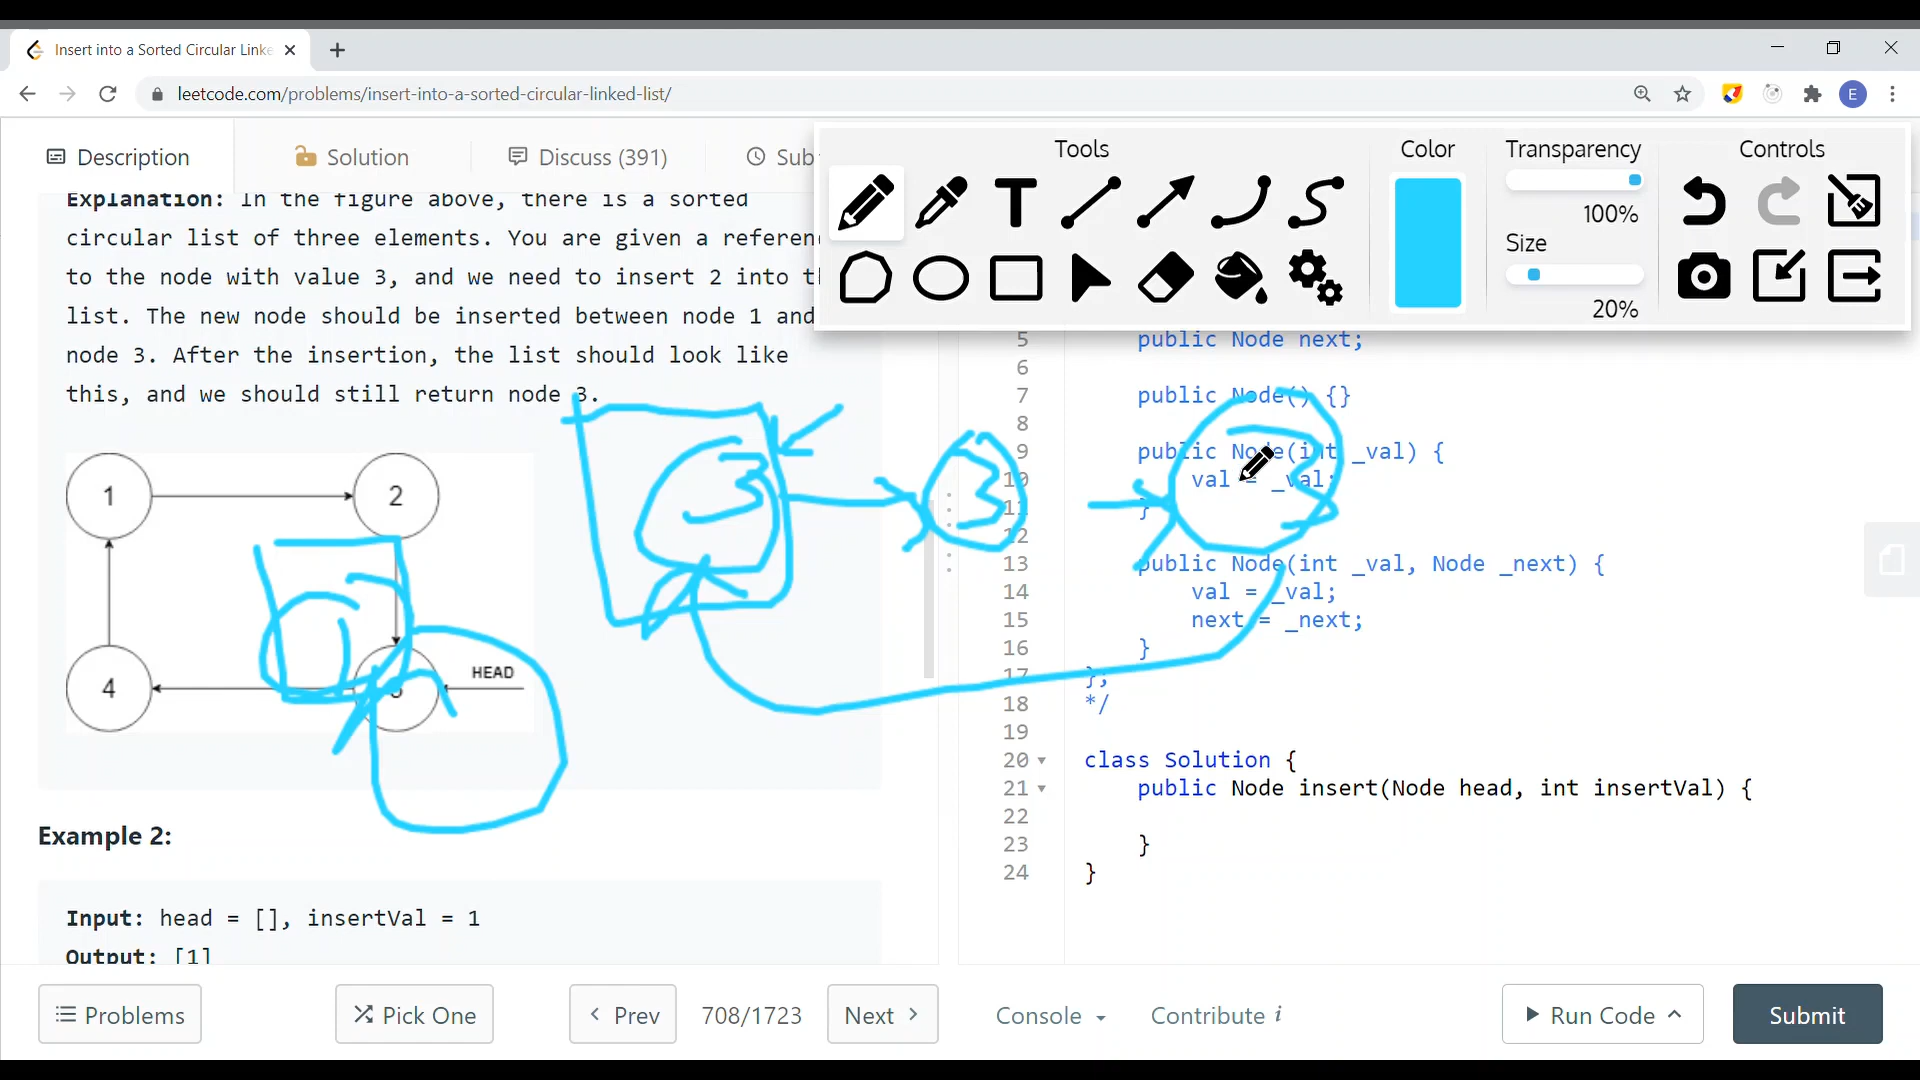 Insert into a Sorted Circular Linke
leetcode.com/problems/insert-into-a-sorted-circular-linked-list/
E
Description
Solution
Discuss (391)
Sub
Tools
Color
Transparency
100%
Size
20%
Controls
T
Explanation: In the figure above, there is a sorted
circular list of three elements. You are given a referen
to the node with value 3, and we need to insert 2 into t
list. The new node should be inserted between node 1 and
node 3. After the insertion, the list should look like
this, and we should still return node 3.
1
2
4
3
HEAD
3
3
3
Example 2:
Input: head = [], insertVal = 1
Output: [1]
5 public Node next;
6
7 public Node() {}
8
9 public Node(int _val) {
10 val = _val;
11 }
12
13 public Node(int _val, Node _next) {
14 val = _val;
15 next = _next;
16 }
17 };
18 */
19
20 class Solution {
21 public Node insert(Node head, int insertVal) {
22
23 }
24 }
Problems
Pick One
Prev
708/1723
Next
Console
Contribute i
Run Code
Submit